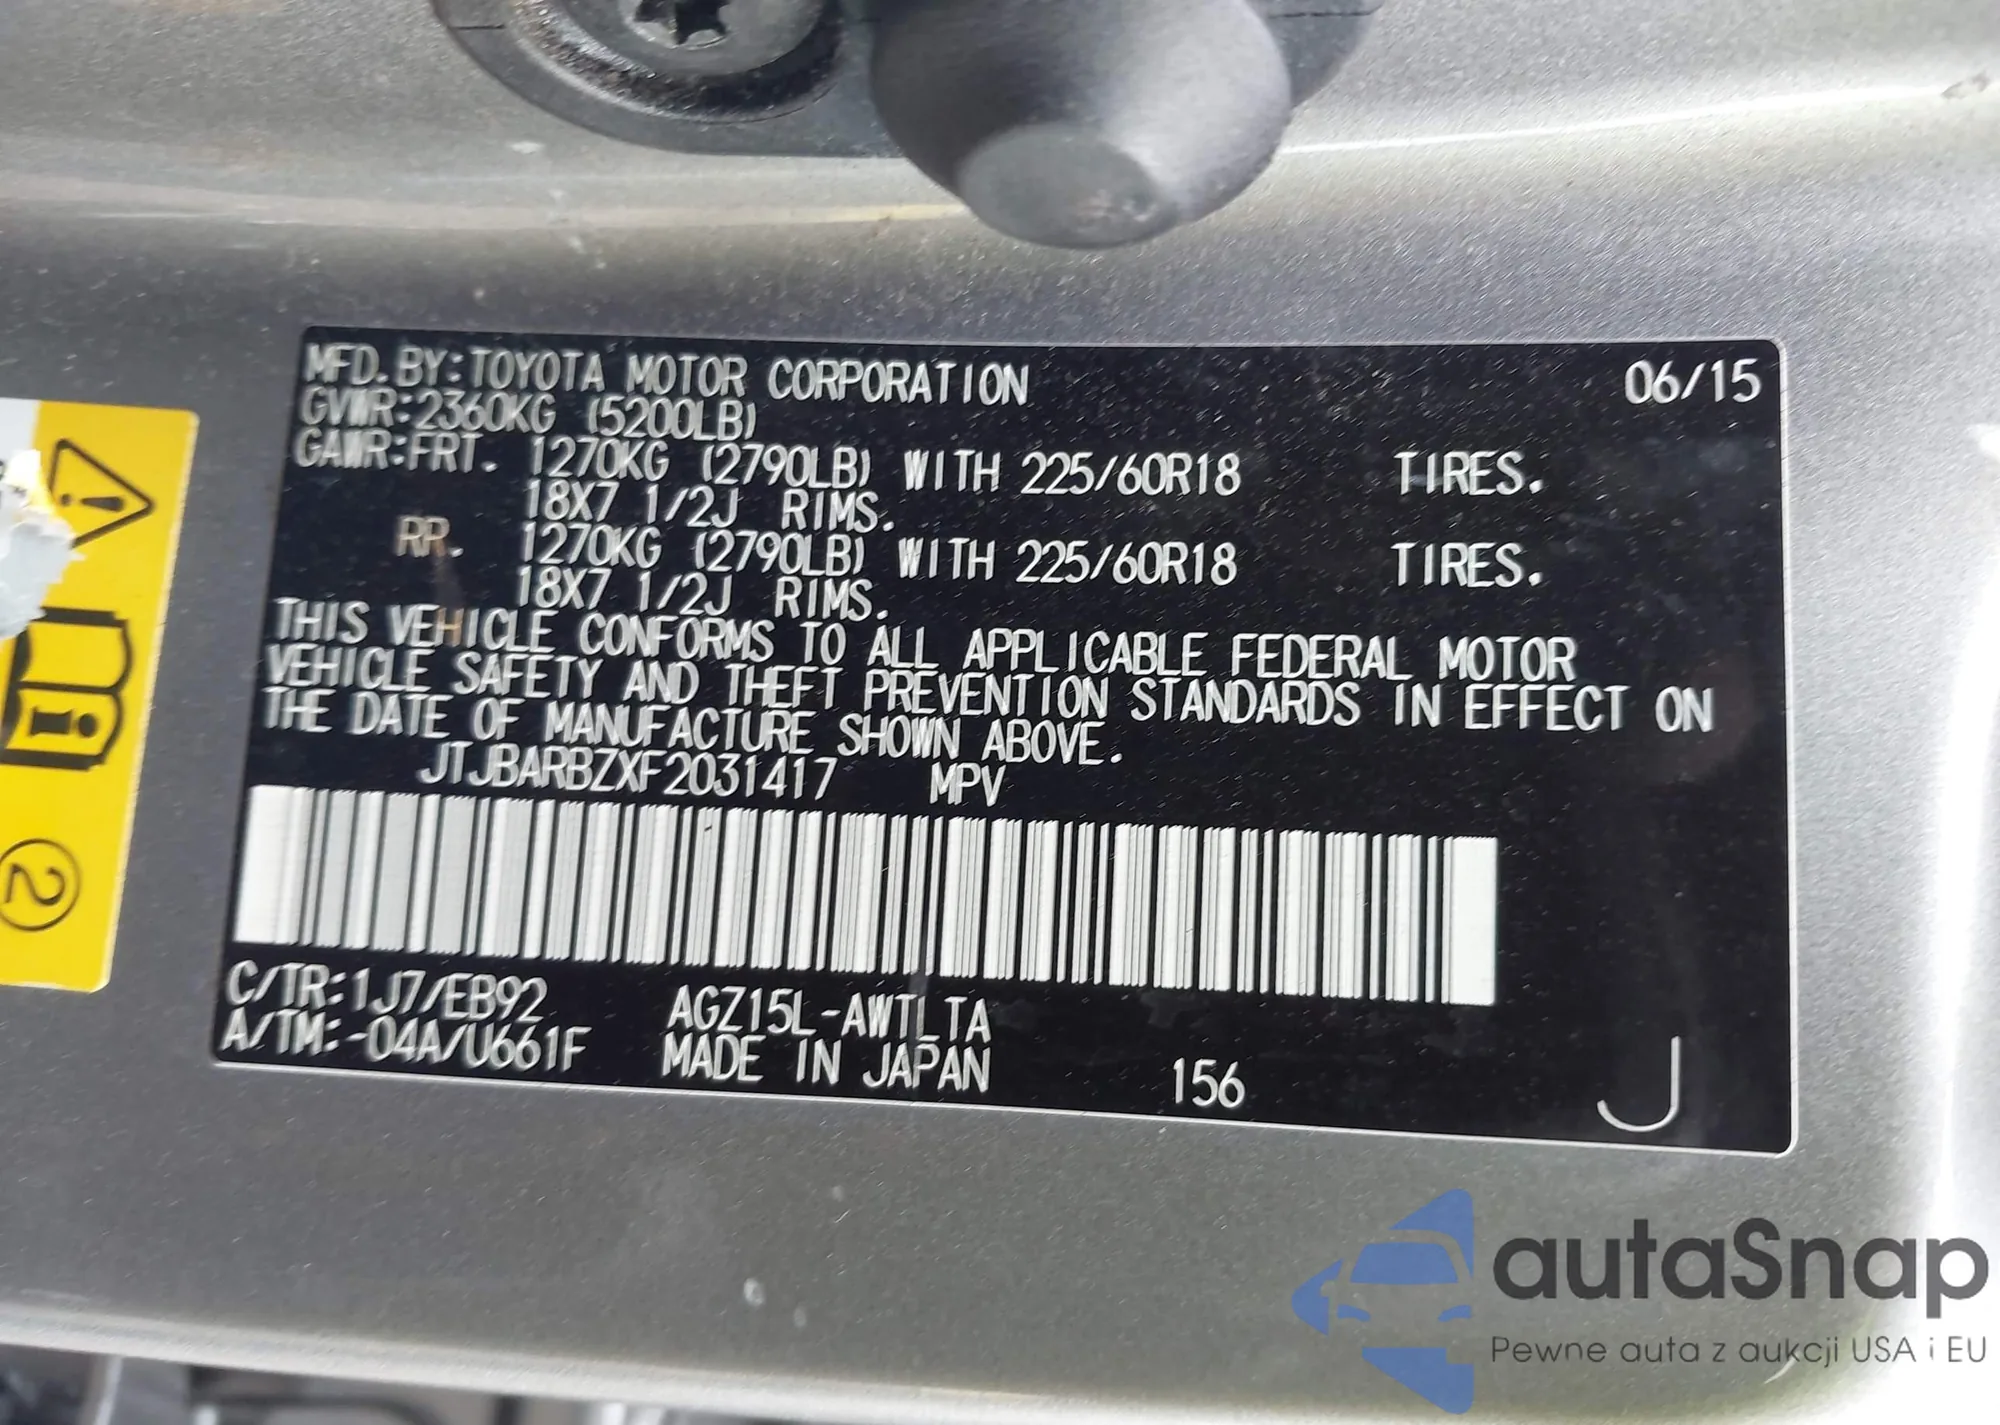 MFD.BY:TOYOTA MOTOR CORPORATION 06/15
GVWR:2360KG (5200LB)
GAWR:FRT. 1270KG (2790LB) WITH 225/60R18 TIRES.
18X7 1/2J RIMS.
RR. 1270KG (2790LB) WITH 225/60R18 TIRES.
18X7 1/2J RIMS.
THIS VEHICLE CONFORMS TO ALL APPLICABLE FEDERAL MOTOR
VEHICLE SAFETY AND THEFT PREVENTION STANDARDS IN EFFECT ON
THE DATE OF MANUFACTURE SHOWN ABOVE.
JTJBARBZXF2031417 MPV
C/TR:1J7/EB92 AGZ15L-AWTLTA
A/TM:-04A/U661F MADE IN JAPAN 156 J
2
autaSnap
Pewne auta z aukcji USA i EU